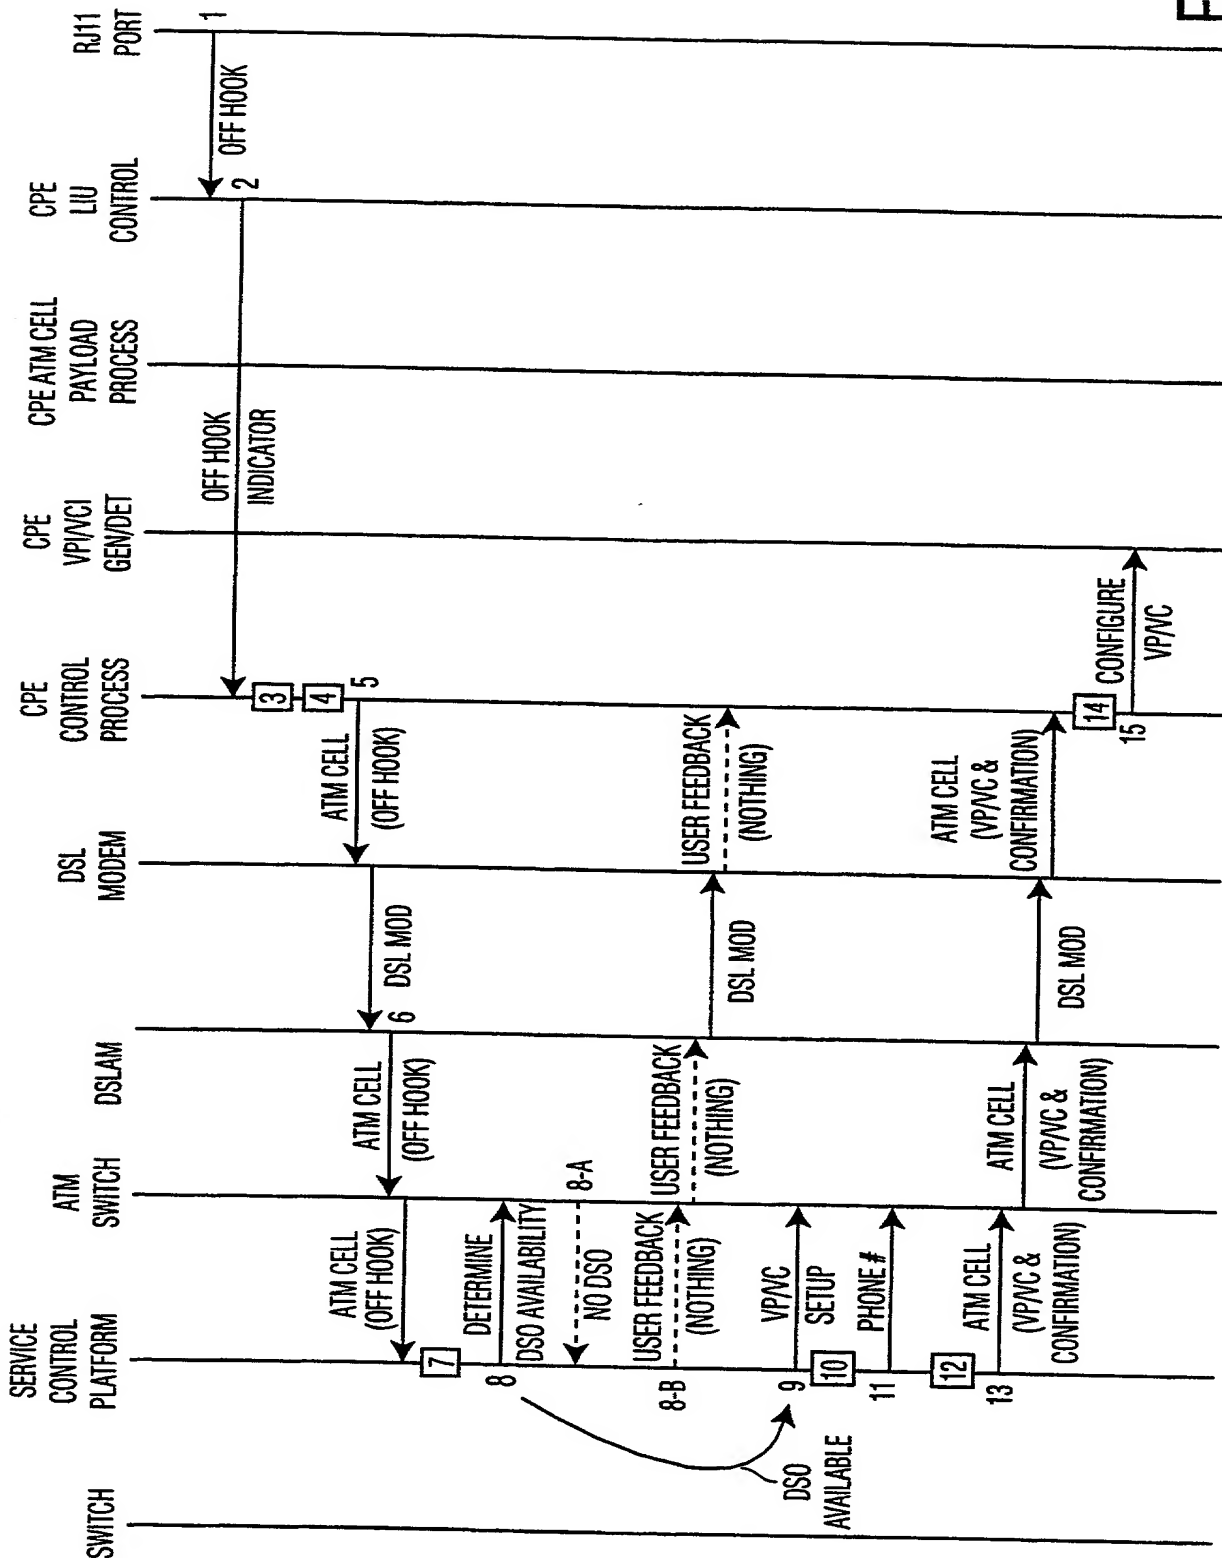 SWITCH
SERVICE
CONTROL
PLATFORM
ATM
SWITCH
DSLAM
DSL
MODEM
CPE
CONTROL
PROCESS
CPE
VPI/VCI
GEN/DET
CPE ATM CELL
PAYLOAD
PROCESS
CPE
LIU
CONTROL
RJ11
PORT
1
OFF HOOK
2
OFF HOOK
INDICATOR
3
4
5
ATM CELL
(OFF HOOK)
DSL MOD
6
ATM CELL
(OFF HOOK)
ATM CELL
(OFF HOOK)
7
8
DETERMINE
DSO AVAILABILITY
8-A
NO DSO
8-B
USER FEEDBACK
(NOTHING)
USER FEEDBACK
(NOTHING)
DSL MOD
USER FEEDBACK
(NOTHING)
DSO
AVAILABLE
9
VP/VC
SETUP
10
11
PHONE #
12
13
ATM CELL
(VP/VC &
CONFIRMATION)
ATM CELL
(VP/VC &
CONFIRMATION)
DSL MOD
ATM CELL
(VP/VC &
CONFIRMATION)
14
15
CONFIGURE
VP/VC